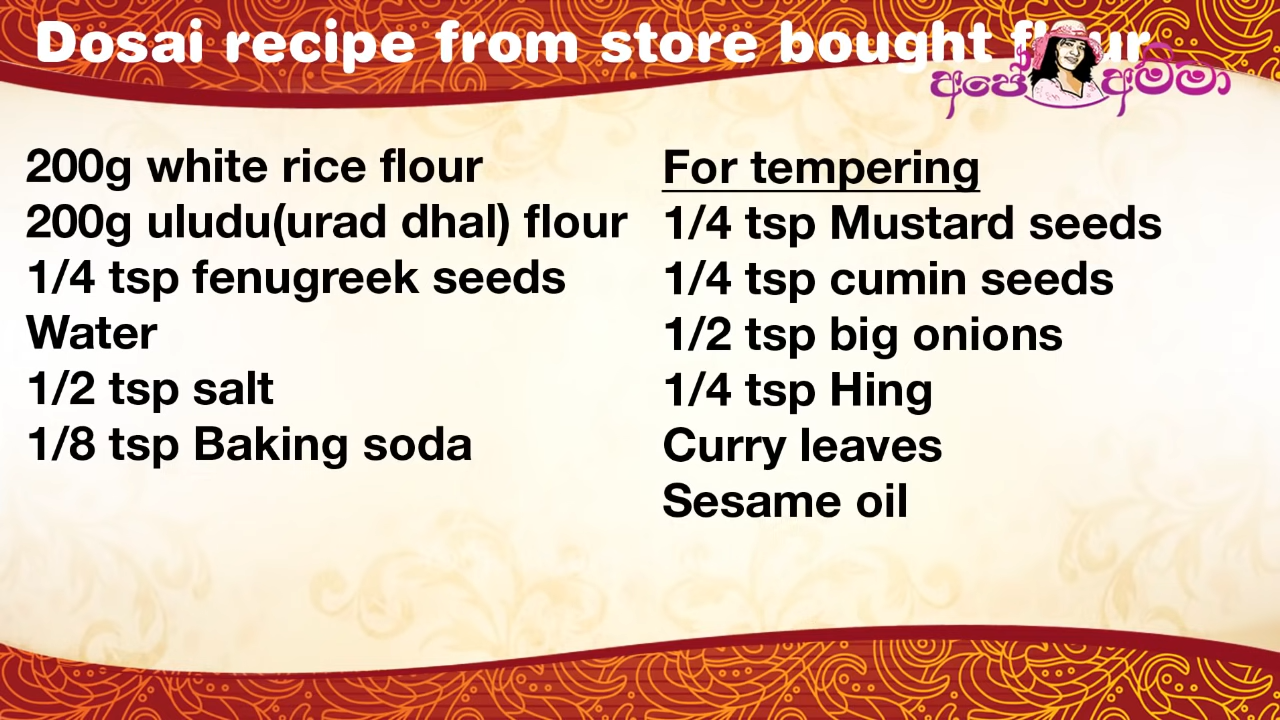 Dosai recipe from store bought flour
අපේ අම්මා
200g white rice flour
200g uludu(urad dhal) flour
1/4 tsp fenugreek seeds
Water
1/2 tsp salt
1/8 tsp Baking soda
For tempering
1/4 tsp Mustard seeds
1/4 tsp cumin seeds
1/2 tsp big onions
1/4 tsp Hing
Curry leaves
Sesame oil